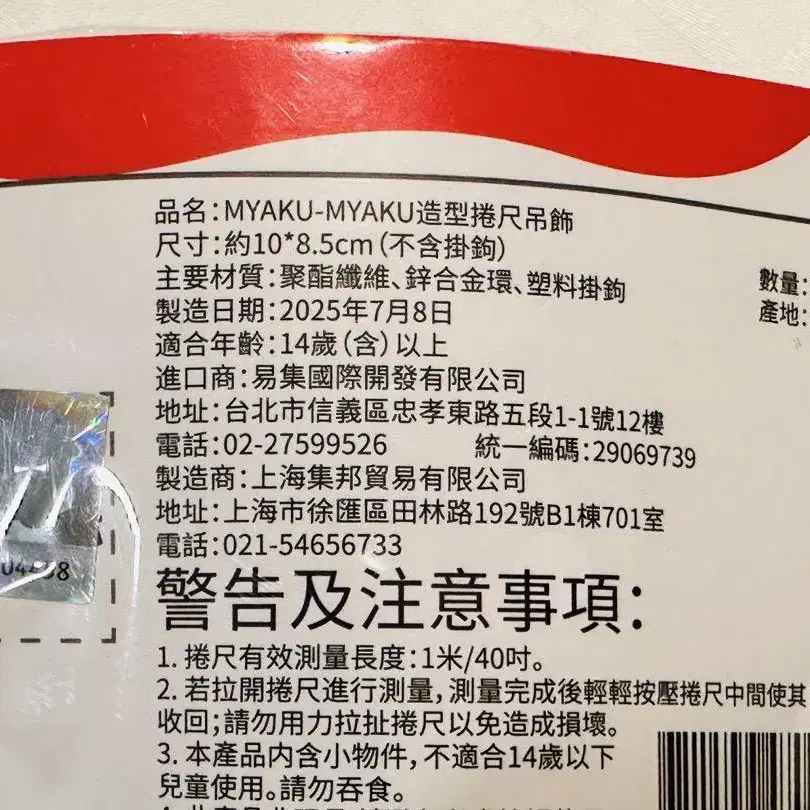 品名：MYAKU-MYAKU造型捲尺吊飾
尺寸：約10*8.5cm（不含掛鉤）
主要材質：聚酯纖維、鋅合金環、塑料掛鉤
數量：
製造日期：2025年7月8日
產地：
適合年齡：14歲（含）以上
進口商：易集國際開發有限公司
地址：台北市信義區忠孝東路五段1-1號12樓
電話：02-27599526 統一編碼：29069739
製造商：上海集邦貿易有限公司
地址：上海市徐匯區田林路192號B1棟701室
電話：021-54656733
警告及注意事項：
1. 捲尺有效測量長度：1米/40吋。
2. 若拉開捲尺進行測量，測量完成後輕輕按壓捲尺中間使其
收回；請勿用力拉扯捲尺以免造成損壞。
3. 本產品内含小物件，不適合14歲以下
兒童使用。請勿吞食。